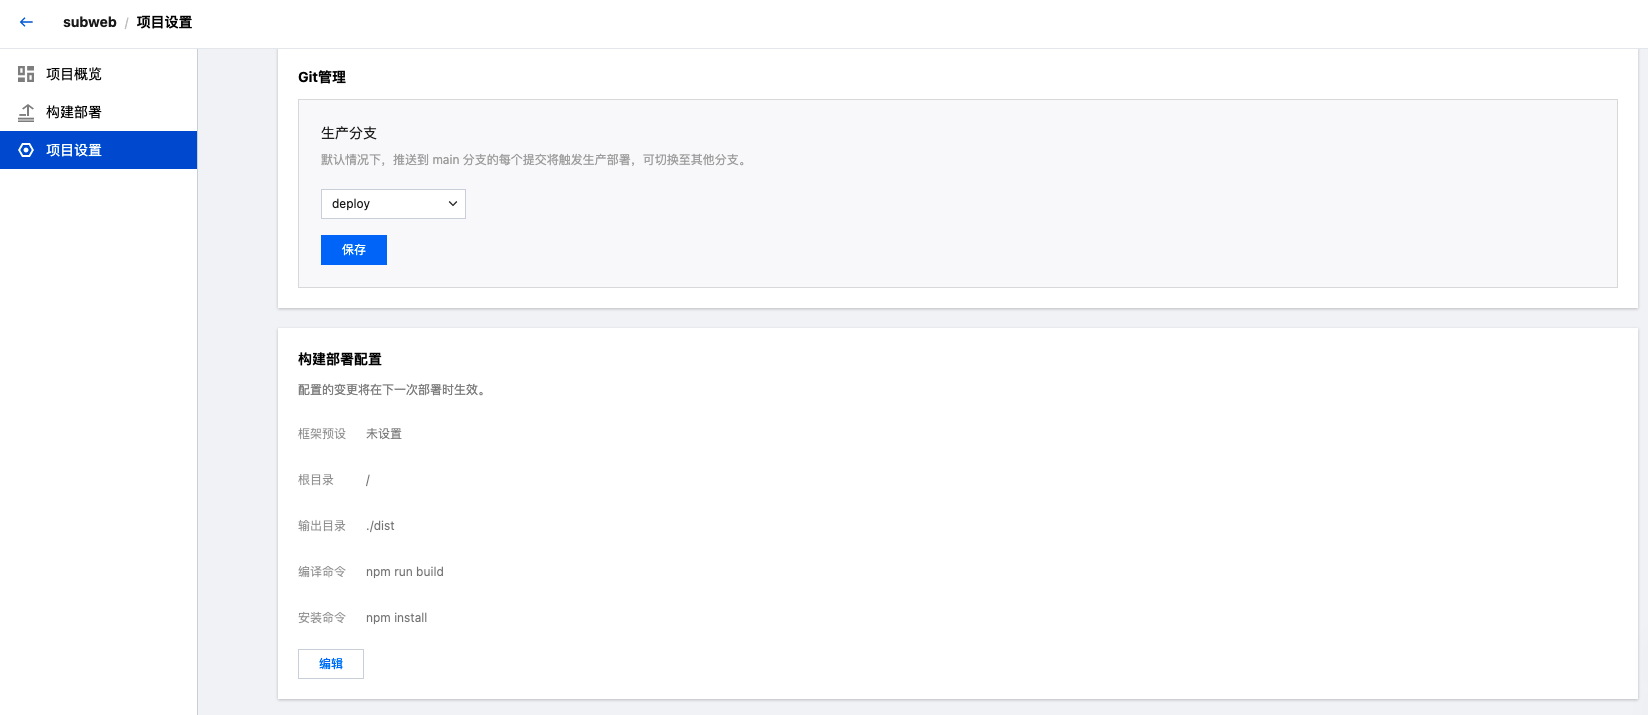 subweb / 项目设置
项目概览
构建部署
项目设置
Git管理
生产分支
默认情况下，推送到 main 分支的每个提交将触发生产部署，可切换至其他分支。
deploy
保存
构建部署配置
配置的变更将在下一次部署时生效。
框架预设 未设置
根目录 /
输出目录 ./dist
编译命令 npm run build
安装命令 npm install
编辑